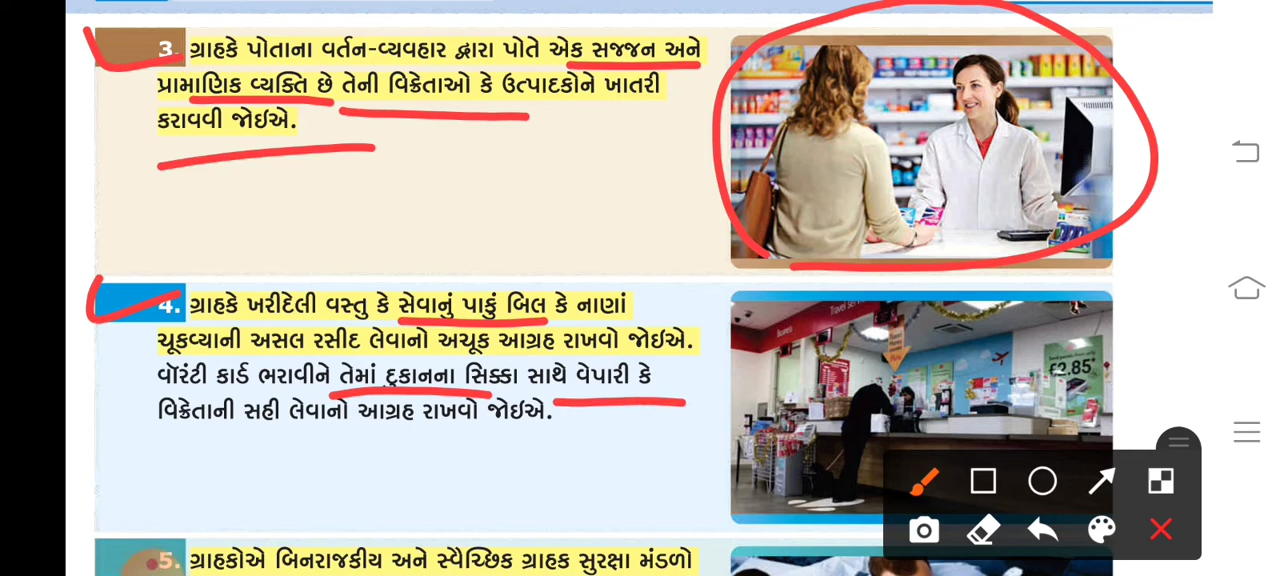 3. ગ્રાહકે પોતાના વર્તન-વ્યવહાર દ્વારા પોતે એક સજ્જન અને
પ્રામાણિક વ્યક્તિ છે તેની વિક્રેતાઓ કે ઉત્પાદકોને ખાતરી
કરાવવી જોઈએ.
4. ગ્રાહકે ખરીદેલી વસ્તુ કે સેવાનું પાકું બિલ કે નાણાં
ચૂકવ્યાની અસલ રસીદ લેવાનો અચૂક આગ્રહ રાખવો જોઈએ.
વૉરંટી કાર્ડ ભરાવીને તેમાં દુકાનના સિક્કા સાથે વેપારી કે
વિક્રેતાની સહી લેવાનો આગ્રહ રાખવો જોઈએ.
£2.85*
5. ગ્રાહકોએ બિનરાજકીય અને સ્વૈચ્છિક ગ્રાહક સુરક્ષા મંડળો